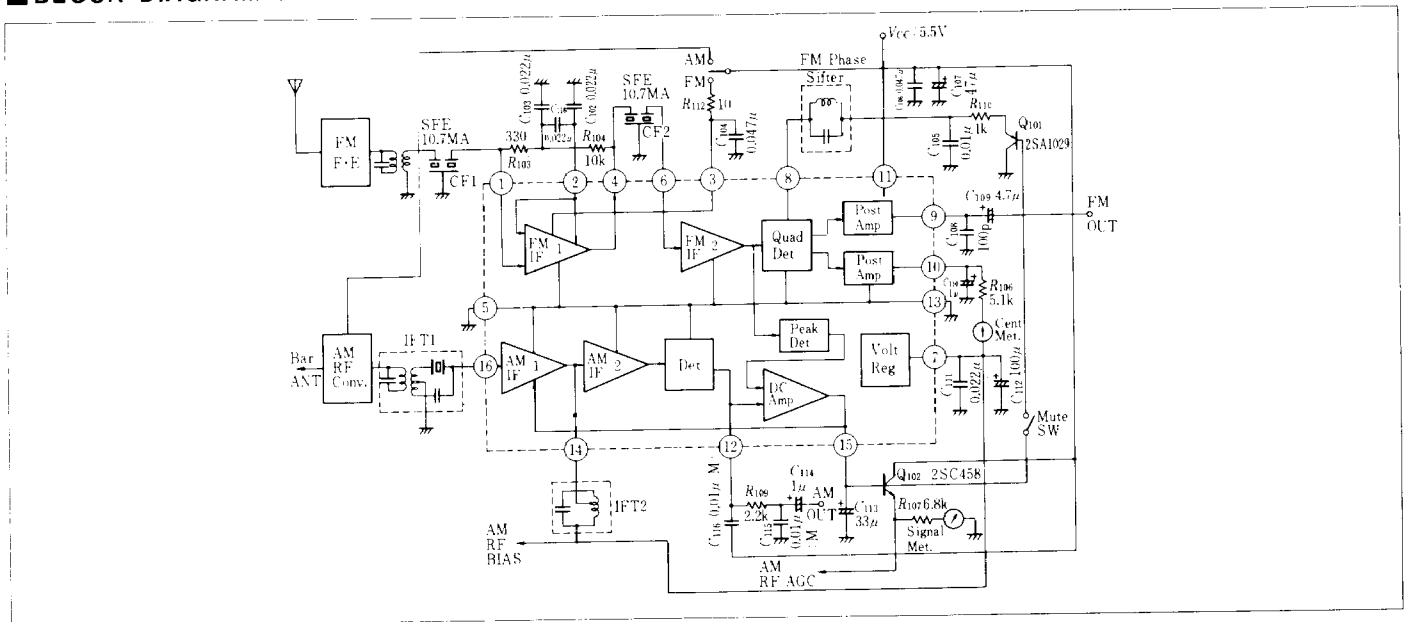 BLOCK DIAGRAM
Vcc : 5.5V
AM
FM
FM Phase
Sifter
R112
10
C104
0.047μ
C103 0.022μ
C102 0.022μ
0.022μ
SFE
10.7MA
CF2
SFE
10.7MA
CF1
330
R103
R104
10k
C107
47μ
R110
1k
C105
0.01μ
Q101
2SA1029
FM
F·E
1
2
4
6
3
8
11
C109 4.7μ
FM
OUT
C108
100p
FM
IF
1
FM
IF
2
Quad
Det
Post
Amp
9
Post
Amp
10
1μ
R106
5.1k
5
13
Cent
Met.
Bar
ANT
AM
RF
Conv.
IFT1
16
AM
IF
1
AM
IF
2
Det
Peak
Det
DC
Amp
Volt
Reg
7
C111
0.022μ
C112 100μ
Mute
SW
14
12
15
IFT2
AM
RF
BIAS
C116 0.01μ M
R109
2.2k
C115
0.01μ
M
C114
1μ
AM
OUT
C113
33μ
Q102 2SC458
R107 6.8k
Signal
Met.
AM
RF AGC